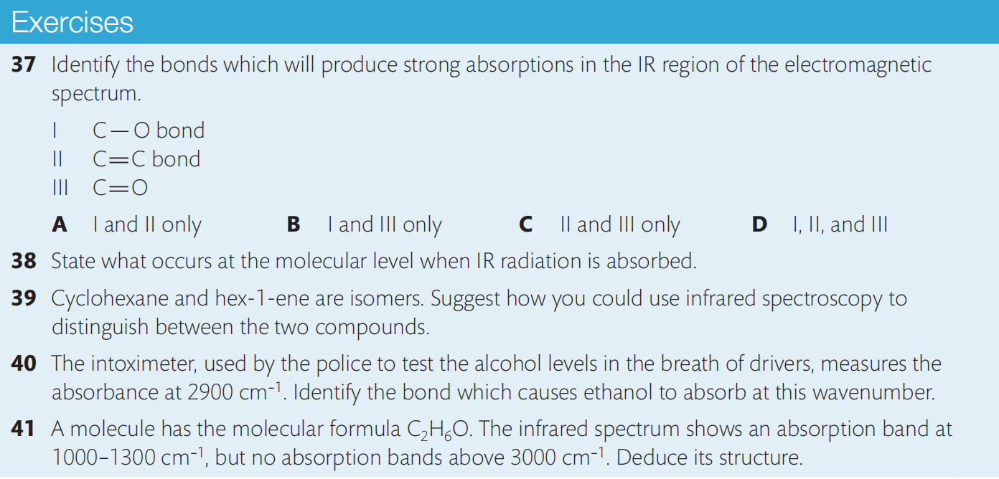 Exercises
37 Identify the bonds which will produce strong absorptions in the IR region of the electromagnetic
spectrum.
I C—O bond
II C=C bond
III C=O
A I and II only B I and III only C II and III only D I, II, and III
38 State what occurs at the molecular level when IR radiation is absorbed.
39 Cyclohexane and hex-1-ene are isomers. Suggest how you could use infrared spectroscopy to
distinguish between the two compounds.
40 The intoximeter, used by the police to test the alcohol levels in the breath of drivers, measures the
absorbance at 2900 cm⁻¹. Identify the bond which causes ethanol to absorb at this wavenumber.
41 A molecule has the molecular formula C₂H₆O. The infrared spectrum shows an absorption band at
1000–1300 cm⁻¹, but no absorption bands above 3000 cm⁻¹. Deduce its structure.